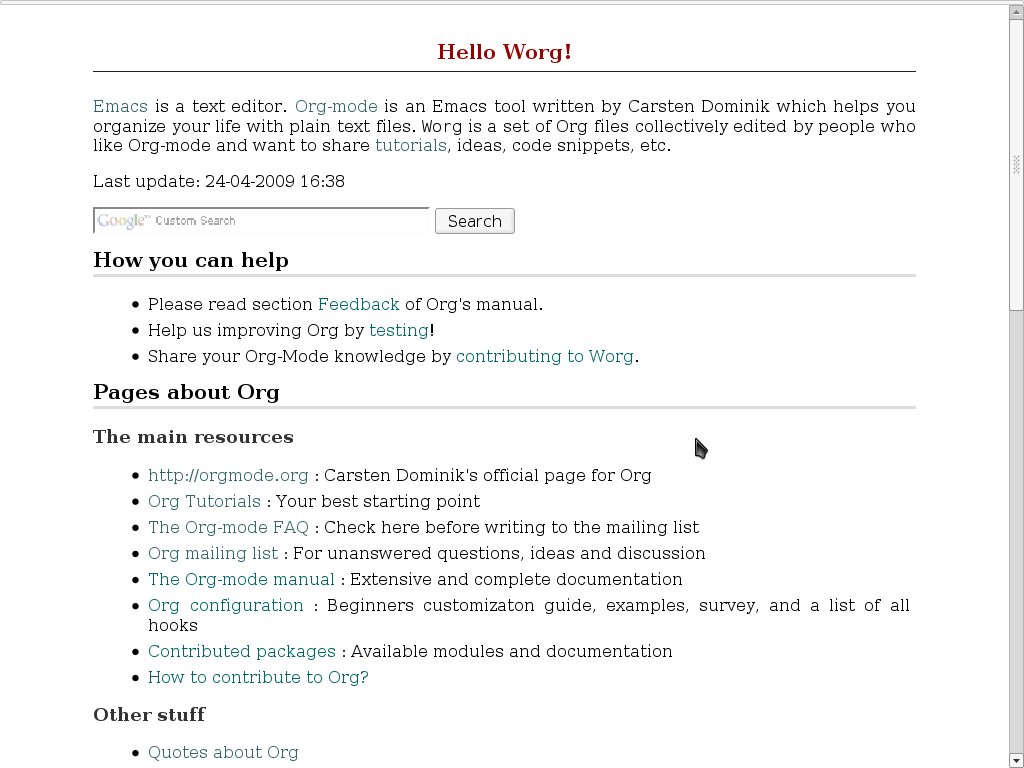 Hello Worg!
Emacs is a text editor. Org-mode is an Emacs tool written by Carsten Dominik which helps you
organize your life with plain text files. Worg is a set of Org files collectively edited by people who
like Org-mode and want to share tutorials, ideas, code snippets, etc.
Last update: 24-04-2009 16:38
Google™ Custom Search Search
How you can help
• Please read section Feedback of Org's manual.
• Help us improving Org by testing!
• Share your Org-Mode knowledge by contributing to Worg.
Pages about Org
The main resources
• http://orgmode.org : Carsten Dominik's official page for Org
• Org Tutorials : Your best starting point
• The Org-mode FAQ : Check here before writing to the mailing list
• Org mailing list : For unanswered questions, ideas and discussion
• The Org-mode manual : Extensive and complete documentation
• Org configuration : Beginners customizaton guide, examples, survey, and a list of all
hooks
• Contributed packages : Available modules and documentation
• How to contribute to Org?
Other stuff
• Quotes about Org